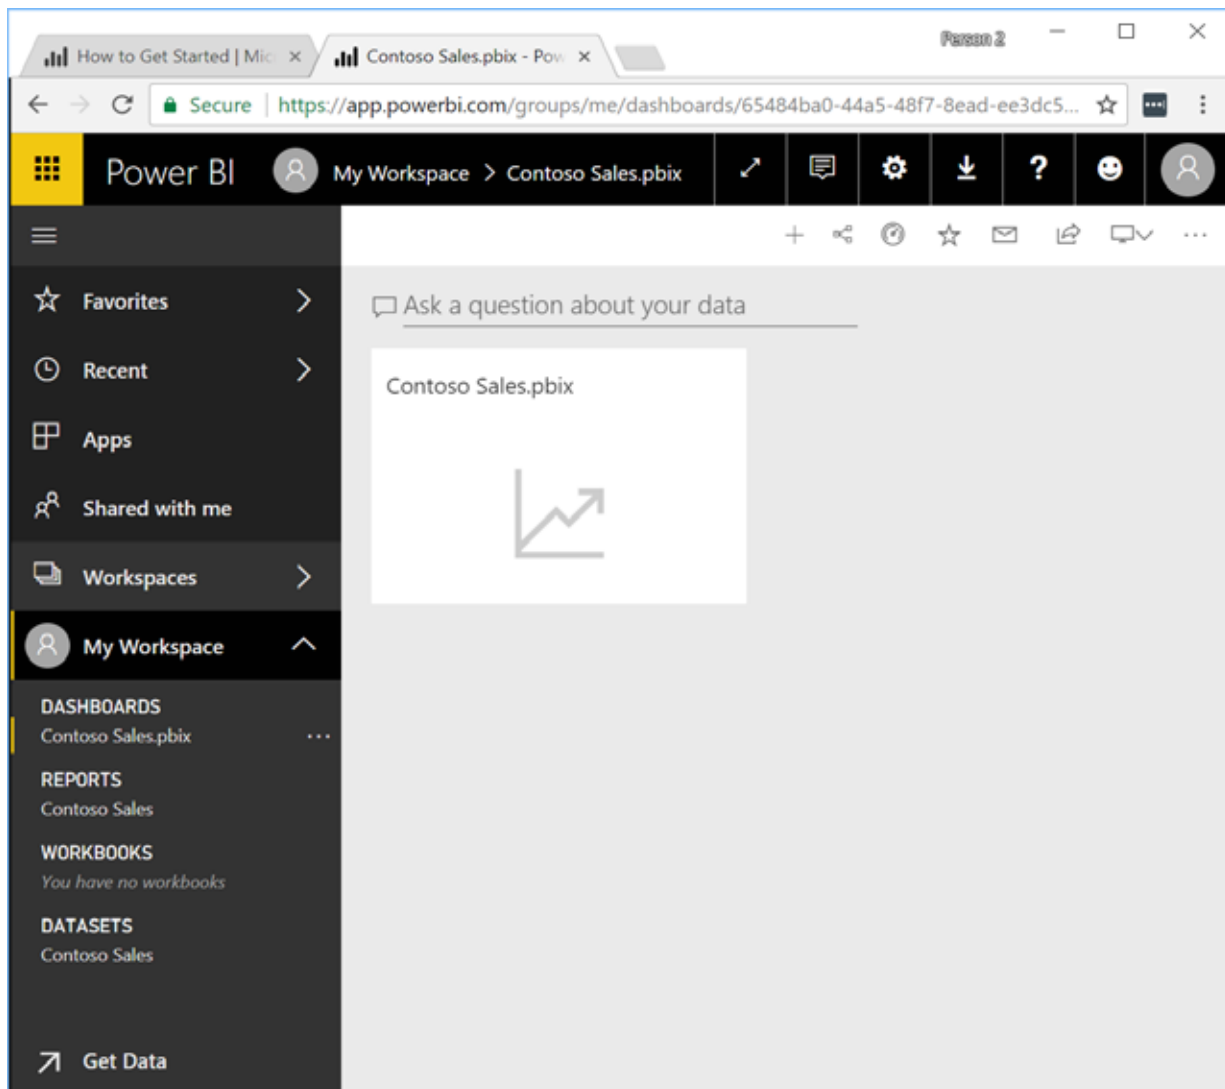 Person 2
How to Get Started | Mic
Contoso Sales.pbix - Pow
Secure
https://app.powerbi.com/groups/me/dashboards/65484ba0-44a5-48f7-8ead-ee3dc5...
Power BI
My Workspace > Contoso Sales.pbix
?
Favorites
Ask a question about your data
Recent
Contoso Sales.pbix
Apps
Shared with me
Workspaces
My Workspace
DASHBOARDS
Contoso Sales.pbix
REPORTS
Contoso Sales
WORKBOOKS
You have no workbooks
DATASETS
Contoso Sales
Get Data